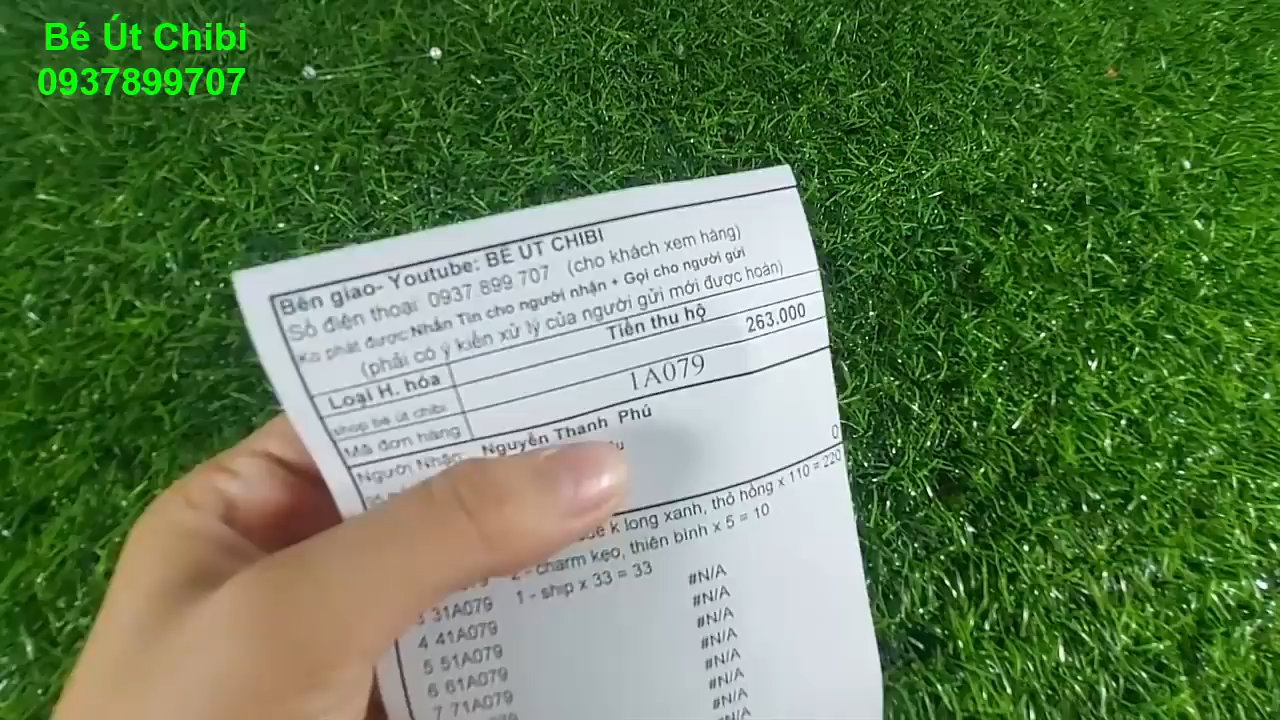 Bé Út Chibi
0937899707
Bên giao- Youtube: BÉ ÚT CHIBI
Số điện thoại 0937.899.707 (cho khách xem hàng)
Ko phát được Nhắn Tin cho người nhận + Gọi cho người gửi
(phải có ý kiến xử lý của người gửi mới được hoàn)
Loại H. hóa Tiền thu hộ
shop bé út chibi 263.000
Mã đơn hàng 1A079
Người Nhận: Nguyễn Thanh Phú
0
k long xanh, thỏ hồng x 110 = 220
2 - charm kẹo, thiên bình x 5 = 10
3 31A079 1 - ship x 33 = 33
4 41A079 #N/A
5 51A079 #N/A
6 61A079 #N/A
7 71A079 #N/A
#N/A
#N/A
#N/A